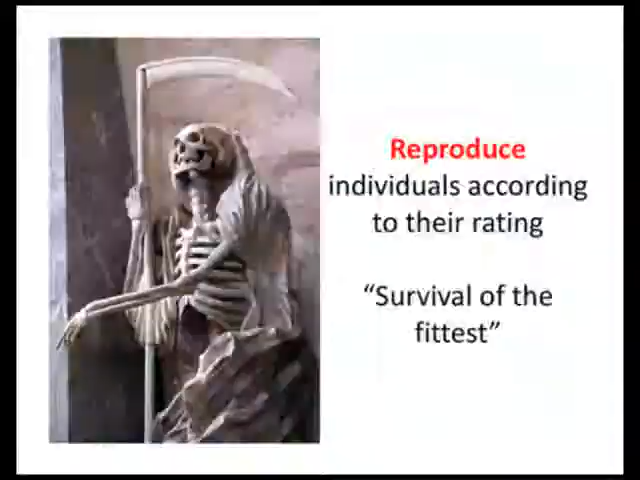 Reproduce
individuals according
to their rating
“Survival of the
fittest”